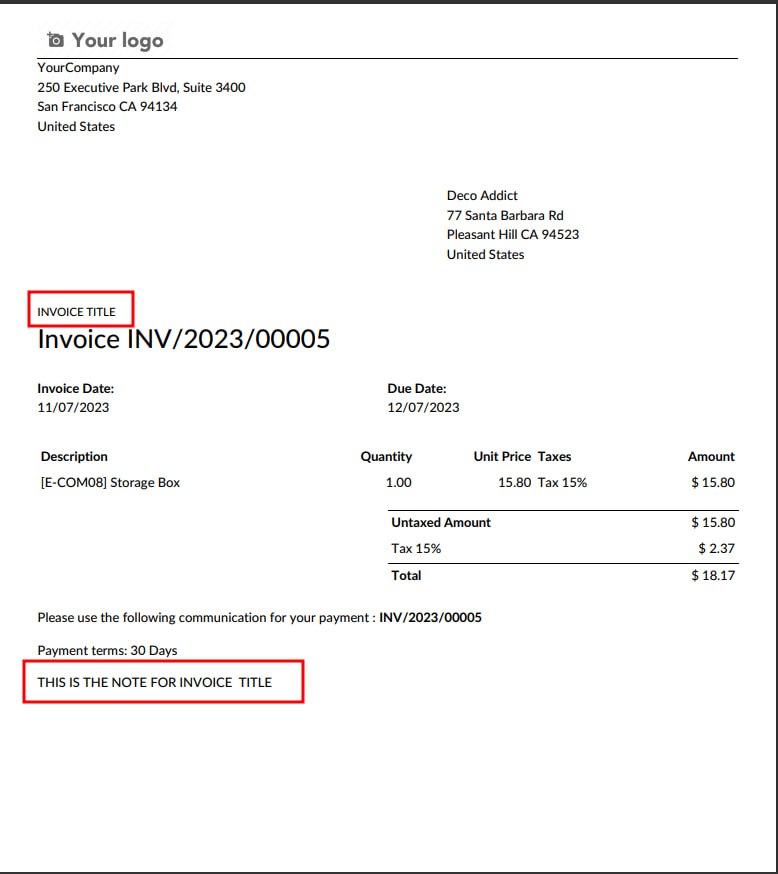 Your logo
YourCompany
250 Executive Park Blvd, Suite 3400
San Francisco CA 94134
United States
Deco Addict
77 Santa Barbara Rd
Pleasant Hill CA 94523
United States
INVOICE TITLE
Invoice INV/2023/00005
Invoice Date: Due Date:
11/07/2023 12/07/2023
Description Quantity Unit Price Taxes Amount
[E-COM08] Storage Box 1.00 15.80 Tax 15% $ 15.80
Untaxed Amount $ 15.80
Tax 15% $ 2.37
Total $ 18.17
Please use the following communication for your payment : INV/2023/00005
Payment terms: 30 Days
THIS IS THE NOTE FOR INVOICE  TITLE